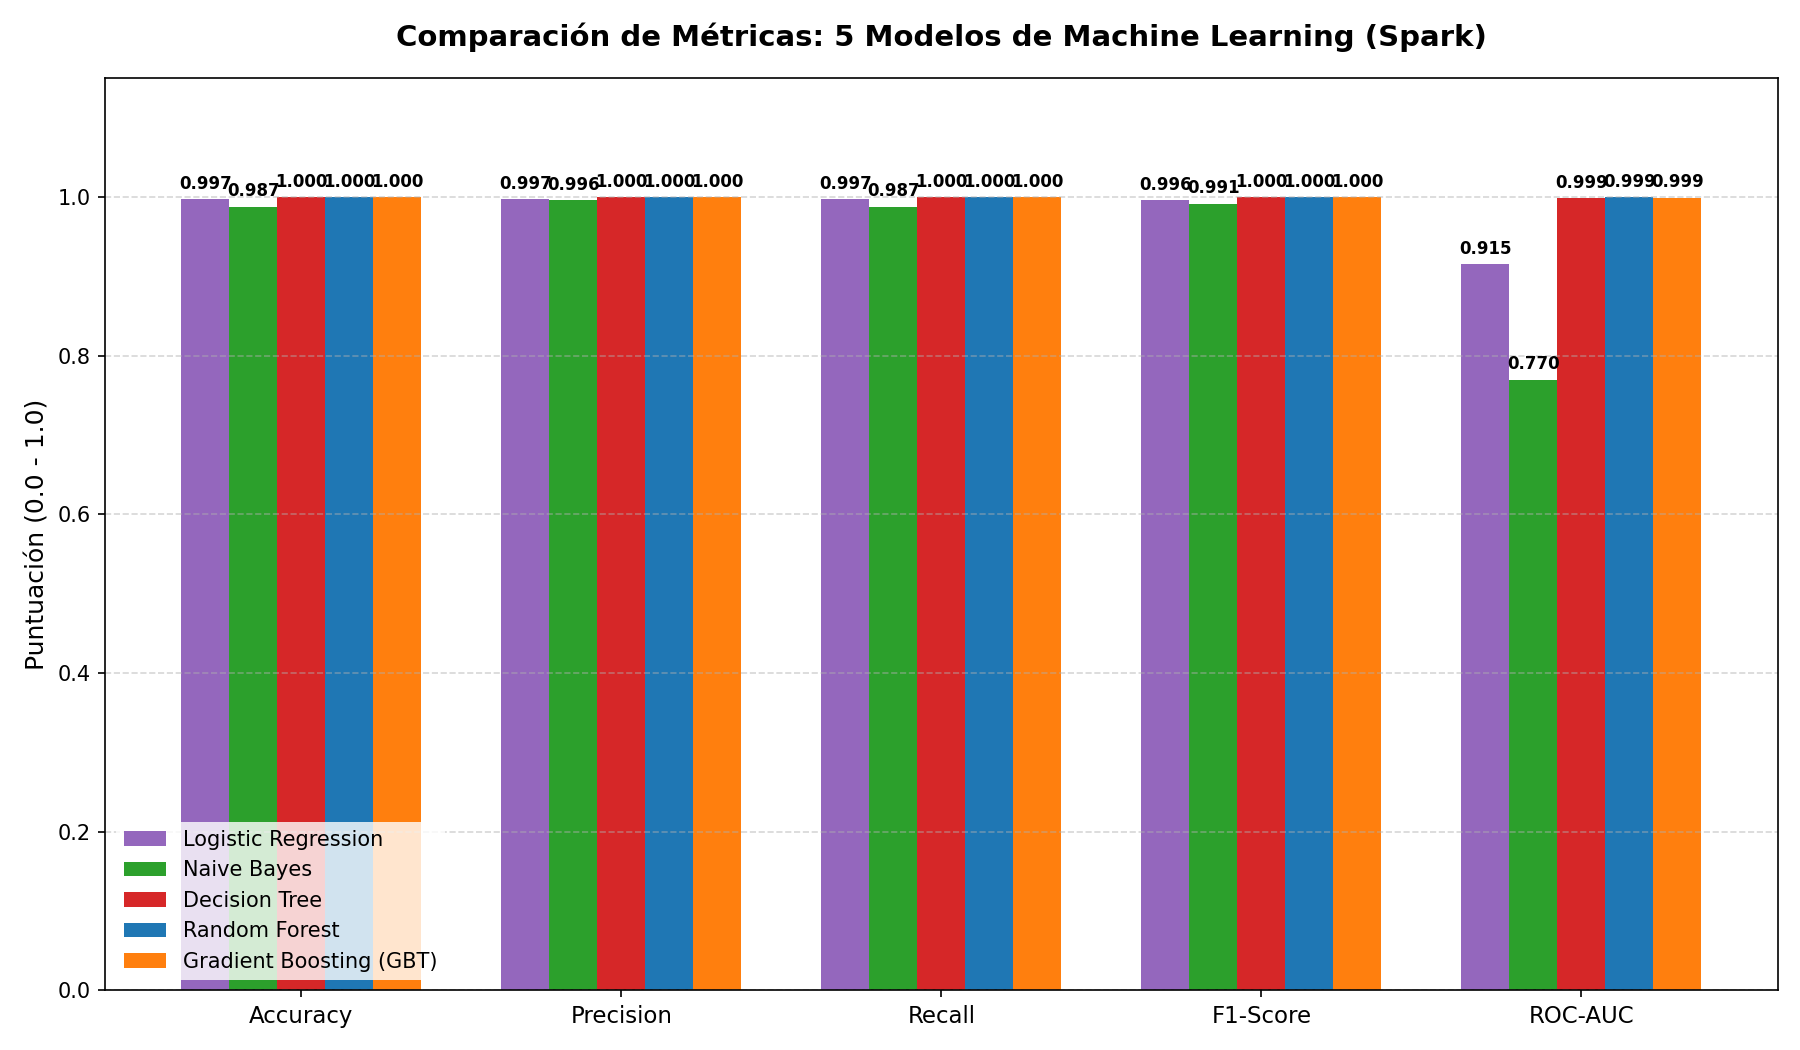 Comparación de Métricas: 5 Modelos de Machine Learning (Spark)
Puntuación (0.0 - 1.0)
1.0
0.8
0.6
0.4
0.2
0.0
0.997 0.987 1.000 1.000 1.000
0.997 0.996 1.000 1.000 1.000
0.997 0.987 1.000 1.000 1.000
0.996 0.991 1.000 1.000 1.000
0.915 0.770 0.999 0.999 0.999
Logistic Regression
Naive Bayes
Decision Tree
Random Forest
Gradient Boosting (GBT)
Accuracy Precision Recall F1-Score ROC-AUC